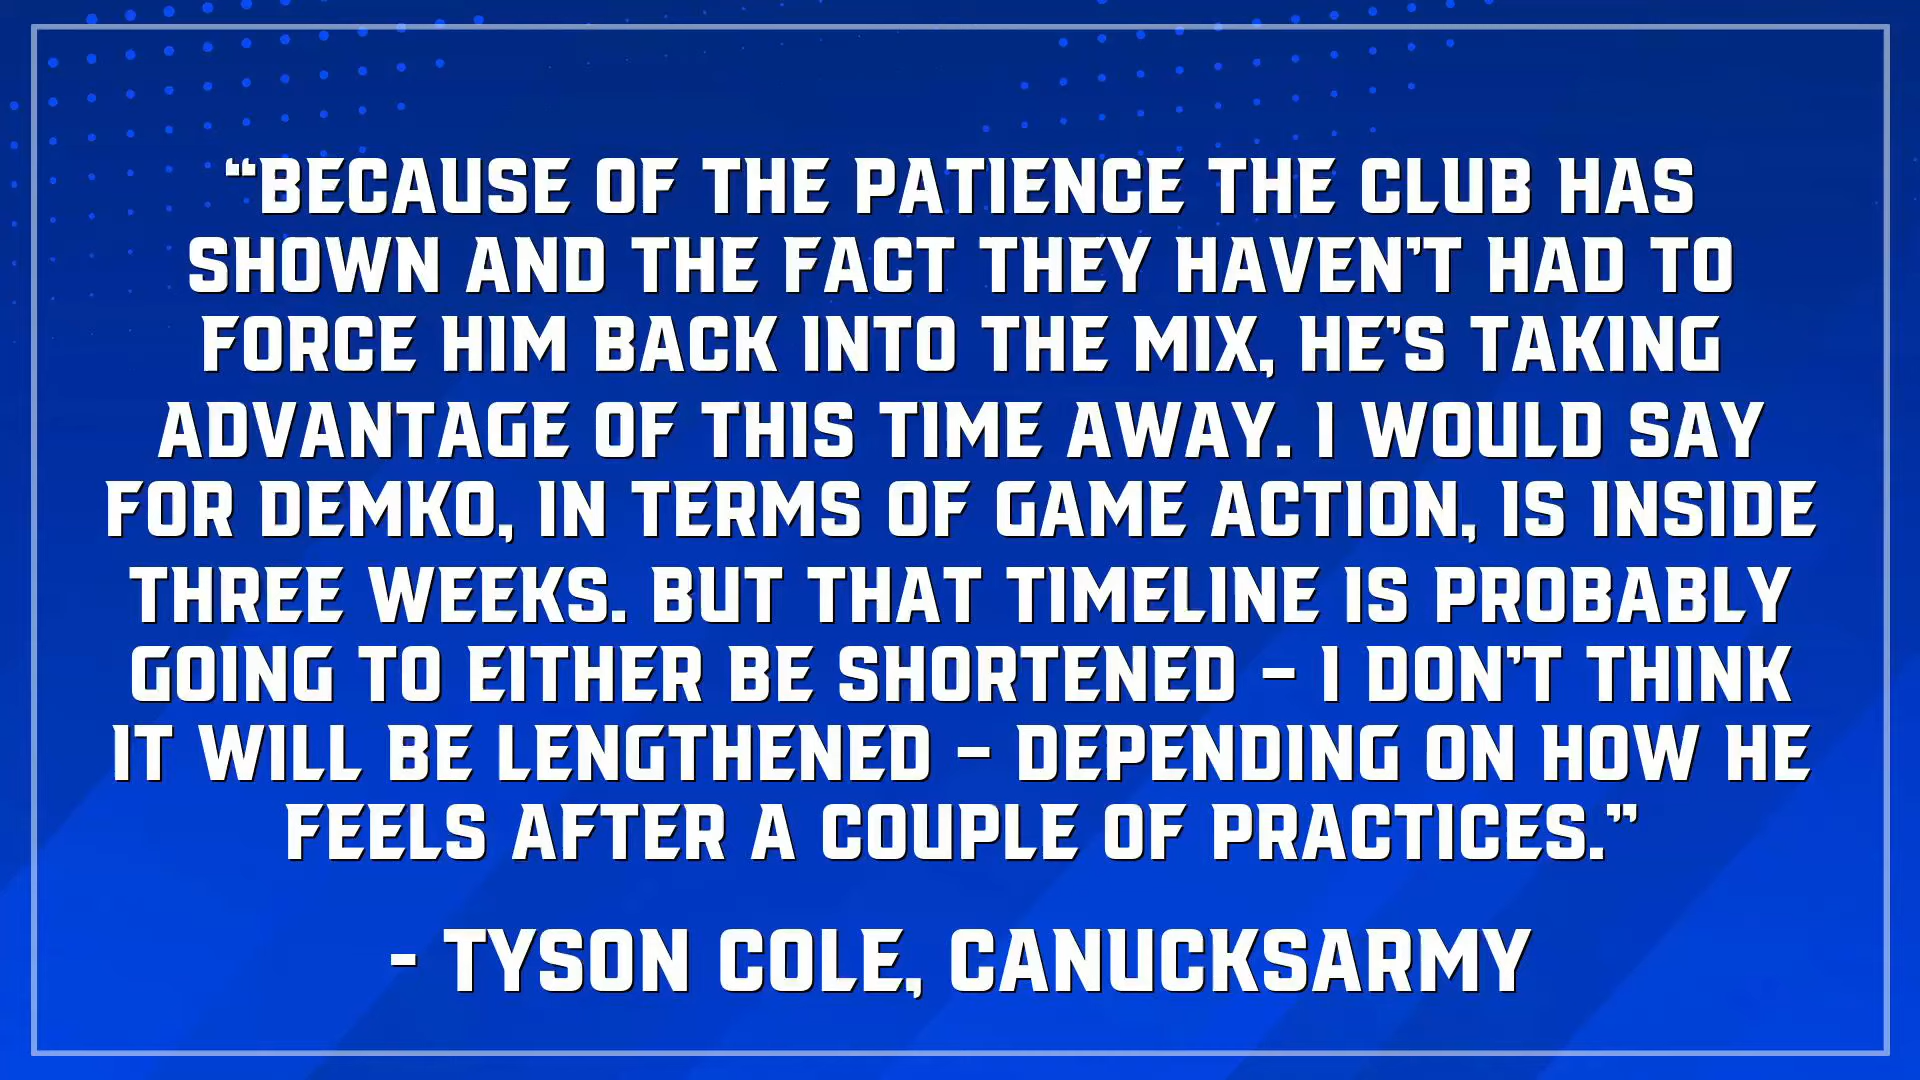 “BECAUSE OF THE PATIENCE THE CLUB HAS
SHOWN AND THE FACT THEY HAVEN’T HAD TO
FORCE HIM BACK INTO THE MIX, HE’S TAKING
ADVANTAGE OF THIS TIME AWAY. I WOULD SAY
FOR DEMKO, IN TERMS OF GAME ACTION, IS INSIDE
THREE WEEKS. BUT THAT TIMELINE IS PROBABLY
GOING TO EITHER BE SHORTENED – I DON’T THINK
IT WILL BE LENGTHENED – DEPENDING ON HOW HE
FEELS AFTER A COUPLE OF PRACTICES.”
- TYSON COLE, CANUCKSARMY